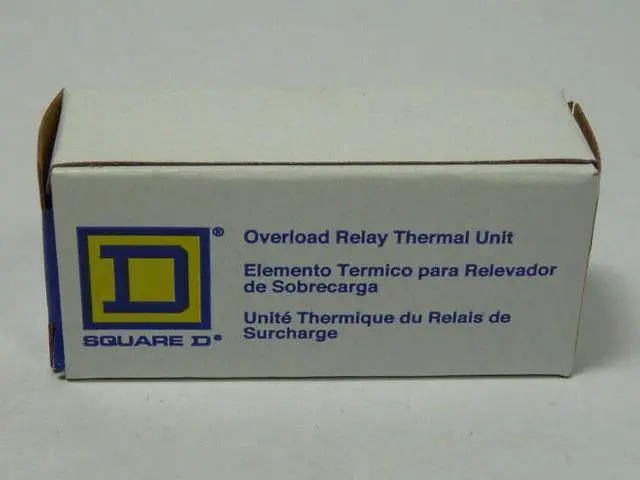 D®
SQUARE D®
Overload Relay Thermal Unit
Elemento Termico para Relevador
de Sobrecarga
Unité Thermique du Relais de
Surcharge